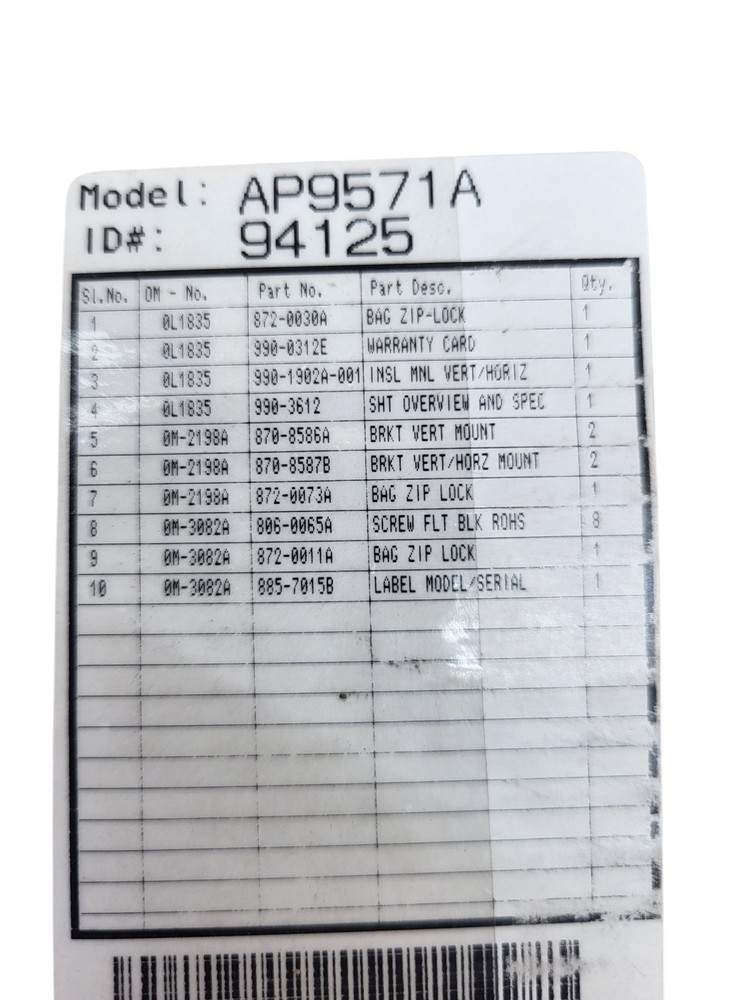 Model: AP9571A
ID#: 94125
Sl.No. OM - No. Part No. Part Desc. Qty.
1 0L1835 872-0030A BAG ZIP-LOCK 1
2 0L1835 990-0312E WARRANTY CARD 1
3 0L1835 990-1902A-001 INSL MNL VERT/HORIZ 1
4 0L1835 990-3612 SHT OVERVIEW AND SPEC 1
5 0M-2198A 870-8586A BRKT VERT MOUNT 2
6 0M-2198A 870-8587B BRKT VERT/HORZ MOUNT 2
7 0M-2198A 872-0073A BAG ZIP LOCK 1
8 0M-3082A 806-0065A SCREW FLT BLK ROHS 8
9 0M-3082A 872-0011A BAG ZIP LOCK 1
10 0M-3082A 885-7015B LABEL MODEL/SERIAL 1